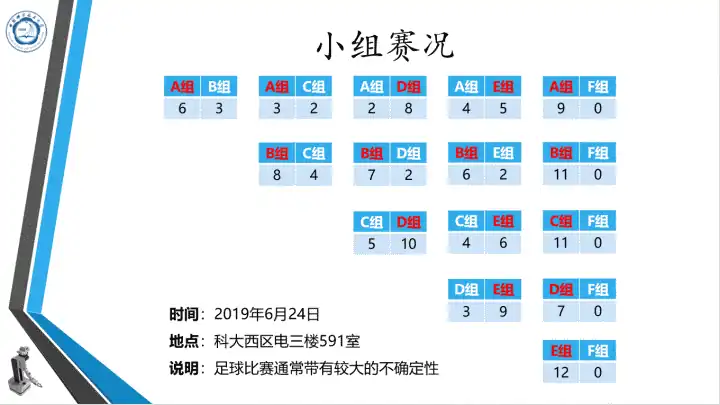 小组赛况
A组 B组 A组 C组 A组 D组 A组 E组 A组 F组
6 3 3 2 2 8 4 5 9 0
B组 C组 B组 D组 B组 E组 B组 F组
8 4 7 2 6 2 11 0
C组 D组 C组 E组 C组 F组
5 10 4 6 11 0
D组 E组 D组 F组
3 9 7 0
时间：2019年6月24日
地点：科大西区电三楼591室
E组 F组
说明：足球比赛通常带有较大的不确定性
12 0